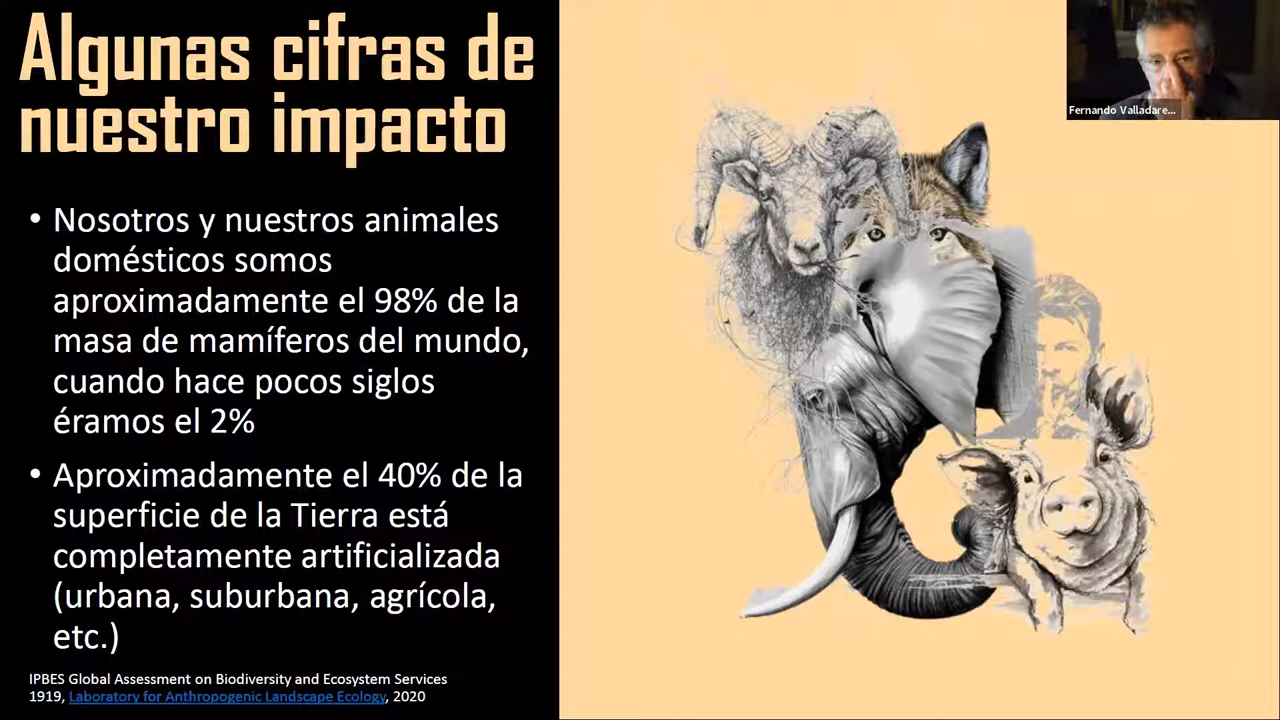 Algunas cifras de
nuestro impacto
• Nosotros y nuestros animales
domésticos somos
aproximadamente el 98% de la
masa de mamíferos del mundo,
cuando hace pocos siglos
éramos el 2%
• Aproximadamente el 40% de la
superficie de la Tierra está
completamente artificializada
(urbana, suburbana, agrícola,
etc.)
IPBES Global Assessment on Biodiversity and Ecosystem Services
1919, Laboratory for Anthropogenic Landscape Ecology, 2020
Fernando Valladare...